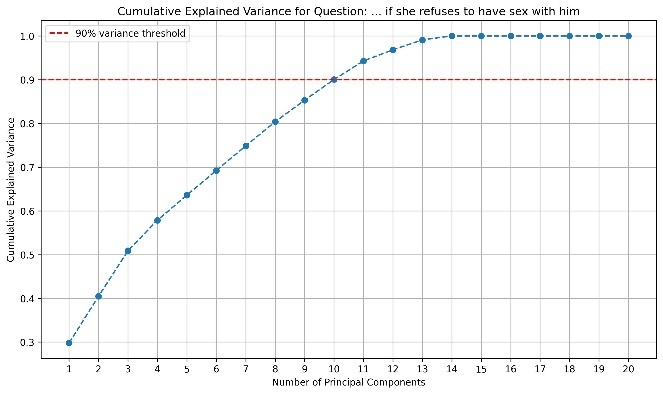 Cumulative Explained Variance for Question: ... if she refuses to have sex with him
90% variance threshold
1.0
0.9
0.8
0.7
0.6
0.5
0.4
0.3
Cumulative Explained Variance
1 2 3 4 5 6 7 8 9 10 11 12 13 14 15 16 17 18 19 20
Number of Principal Components